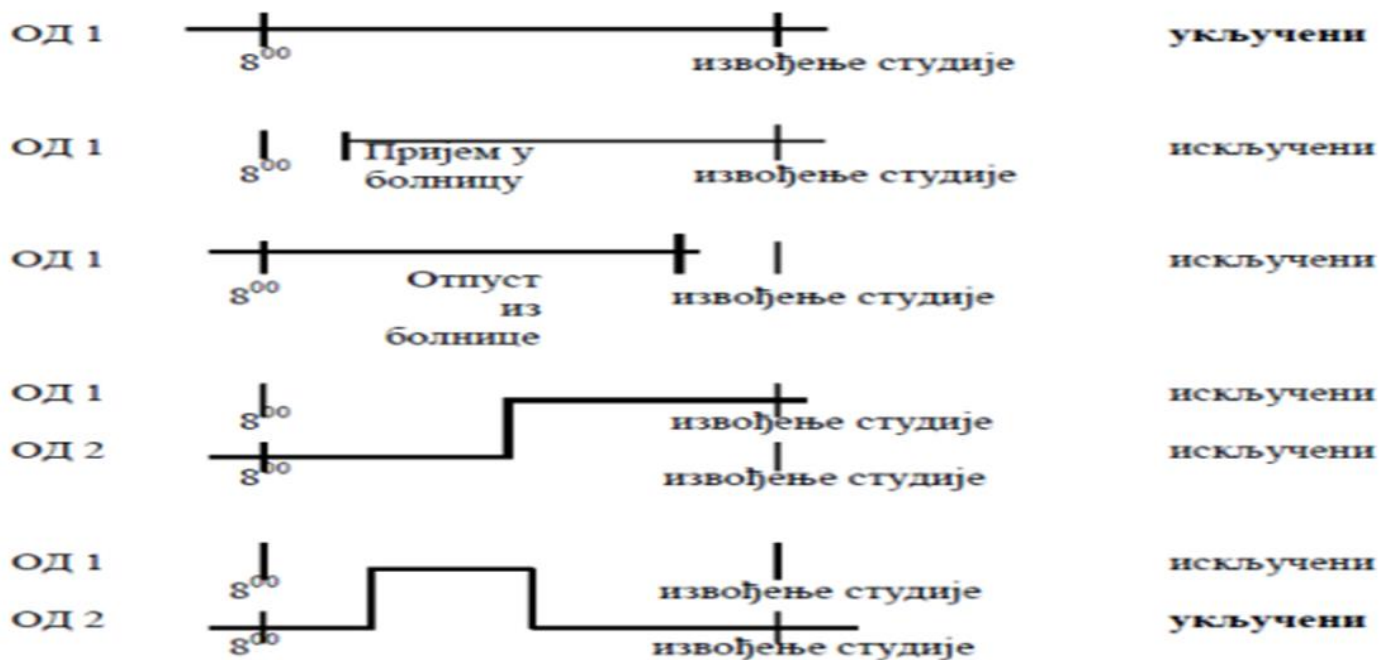 ОД 1 8⁰⁰ извођење студије укључени
ОД 1 8⁰⁰ Пријем у болницу извођење студије искључени
ОД 1 8⁰⁰ Отпуст из болнице извођење студије искључени
ОД 1 8⁰⁰ извођење студије искључени
ОД 2 8⁰⁰ извођење студије искључени
ОД 1 8⁰⁰ извођење студије искључени
ОД 2 8⁰⁰ извођење студије укључени